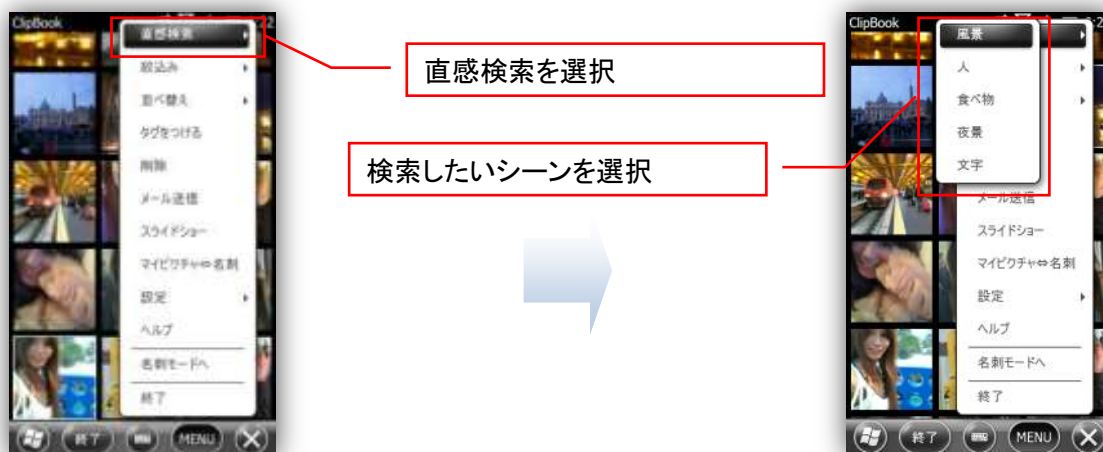 ClipBook
直感検索
絞込み
並べ替え
タグをつける
削除
メール送信
スライドショー
マイピクチャ⇔名刺
設定
ヘルプ
名刺モードへ
終了
終了
MENU
直感検索を選択
検索したいシーンを選択
ClipBook
風景
人
食べ物
夜景
文字
メール送信
スライドショー
マイピクチャ⇔名刺
設定
ヘルプ
名刺モードへ
終了
終了
MENU